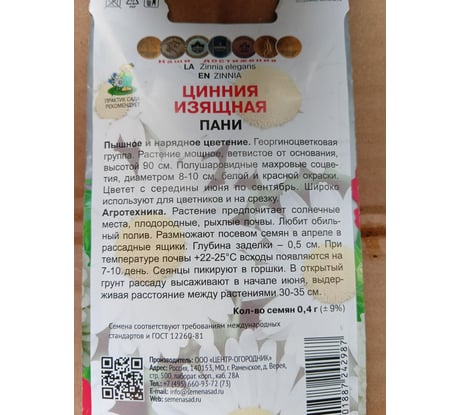 Наши достижения
LA Zinnia elegans
EN ZINNIA
ПРАКТИК САДА
РЕКОМЕНДУЕТ
ЦИННИЯ
ИЗЯЩНАЯ
ПАНИ
Пышное и нарядное цветение. Георгиноцветковая
группа. Растение мощное, ветвистое от основания,
высотой 90 см. Полушаровидные махровые соцве-
тия, диаметром 8-10 см, белой и красной окраски.
Цветет с середины июня по сентябрь. Широко
используют для цветников и на срезку.
Агротехника. Растение предпочитает солнечные
места, плодородные, рыхлые почвы. Любит обиль-
ный полив. Размножают посевом семян в апреле в
рассадные ящики. Глубина заделки – 0,5 см. При
температуре почвы +22-25°С всходы появляются на
7-10 день. Сеянцы пикируют в горшки. В открытый
грунт рассаду высаживают в начале июня, выдер-
живая расстояние между растениями 30-35 см.
Кол-во семян 0,4 г (± 9%)
Семена соответствуют требованиям международных
стандартов и ГОСТ 12260-81
Производитель: ООО «ЦЕНТР-ОГОРОДНИК»
Адрес: Россия, 140153, МО, г. Раменское, д. Верея,
стр. 500, лаборат. корп., каб. 28А
Тел.: +7 (495) 660-93-72 (73)
Сайт: semenasad.ru